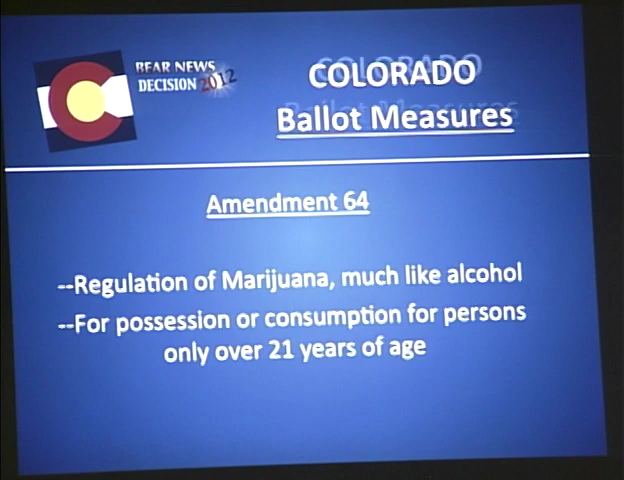 BEAR NEWS
DECISION 2012
COLORADO
Ballot Measures
Amendment 64
--Regulation of Marijuana, much like alcohol
--For possession or consumption for persons
only over 21 years of age